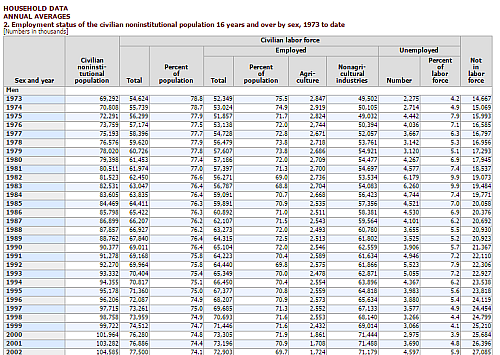 HOUSEHOLD DATA
ANNUAL AVERAGES
2. Employment status of the civilian noninstitutional population 16 years and over by sex, 1973 to date
[Numbers in thousands]
Sex and year Civilian noninsti- tutional population Civilian labor force Not in labor force
Total Percent of population Employed Unemployed
Total Percent of population Agri- culture Nonagri- cultural industries Number Percent of labor force
Men
1973 69,292 54,624 78.8 52,349 75.5 2,847 49,502 2,275 4.2 14,667
1974 70,808 55,739 78.7 53,024 74.9 2,919 50,105 2,714 4.9 15,069
1975 72,291 56,299 77.9 51,857 71.7 2,824 49,032 4,442 7.9 15,993
1976 73,759 57,174 77.5 53,138 72.0 2,744 50,394 4,036 7.1 16,585
1977 75,193 58,396 77.7 54,728 72.8 2,671 52,057 3,667 6.3 16,797
1978 76,576 59,620 77.9 56,479 73.8 2,718 53,761 3,142 5.3 16,956
1979 78,020 60,726 77.8 57,607 73.8 2,686 54,921 3,120 5.1 17,293
1980 79,398 61,453 77.4 57,186 72.0 2,709 54,477 4,267 6.9 17,945
1981 80,511 61,974 77.0 57,397 71.3 2,700 54,697 4,577 7.4 18,537
1982 81,523 62,450 76.6 56,271 69.0 2,736 53,534 6,179 9.9 19,073
1983 82,531 63,047 76.4 56,787 68.8 2,704 54,083 6,260 9.9 19,484
1984 83,605 63,835 76.4 59,091 70.7 2,668 56,423 4,744 7.4 19,771
1985 84,469 64,411 76.3 59,891 70.9 2,535 57,356 4,521 7.0 20,058
1986 85,798 65,422 76.3 60,892 71.0 2,511 58,381 4,530 6.9 20,376
1987 86,899 66,207 76.2 62,107 71.5 2,543 59,564 4,101 6.2 20,692
1988 87,857 66,927 76.2 63,273 72.0 2,493 60,780 3,655 5.5 20,930
1989 88,762 67,840 76.4 64,315 72.5 2,513 61,802 3,525 5.2 20,923
1990 90,377 69,011 76.4 65,104 72.0 2,546 62,559 3,906 5.7 21,367
1991 91,278 69,168 75.8 64,223 70.4 2,589 61,634 4,946 7.2 22,110
1992 92,270 69,964 75.8 64,440 69.8 2,575 61,866 5,523 7.9 22,306
1993 93,332 70,404 75.4 65,349 70.0 2,478 62,871 5,055 7.2 22,927
1994 94,355 70,817 75.1 66,450 70.4 2,554 63,896 4,367 6.2 23,538
1995 95,178 71,360 75.0 67,377 70.8 2,559 64,818 3,983 5.6 23,818
1996 96,206 72,087 74.9 68,207 70.9 2,573 65,634 3,880 5.4 24,119
1997 97,715 73,261 75.0 69,685 71.3 2,552 67,133 3,577 4.9 24,454
1998 98,758 73,959 74.9 70,693 71.6 2,553 68,140 3,266 4.4 24,799
1999 99,722 74,512 74.7 71,446 71.6 2,432 69,014 3,066 4.1 25,210
2000 101,964 76,280 74.8 73,305 71.9 1,861 71,444 2,975 3.9 25,684
2001 103,282 76,886 74.4 73,196 70.9 1,708 71,488 3,690 4.8 26,396
2002 104,585 77,500 74.1 72,903 69.7 1,724 71,179 4,597 5.9 27,085